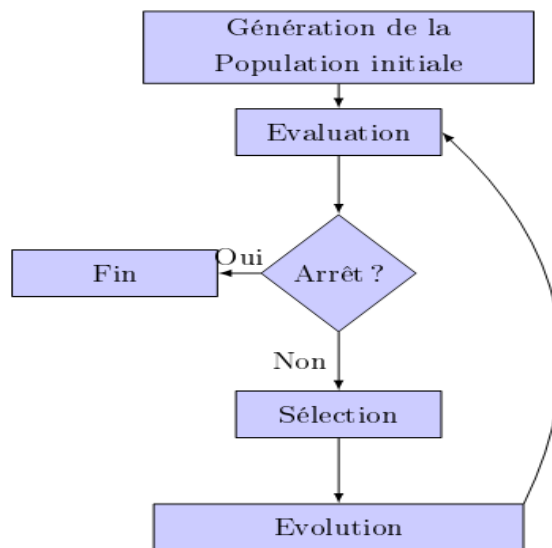 Génération de la
Population initiale
Evaluation
Arrêt ?
Oui
Fin
Non
Sélection
Evolution